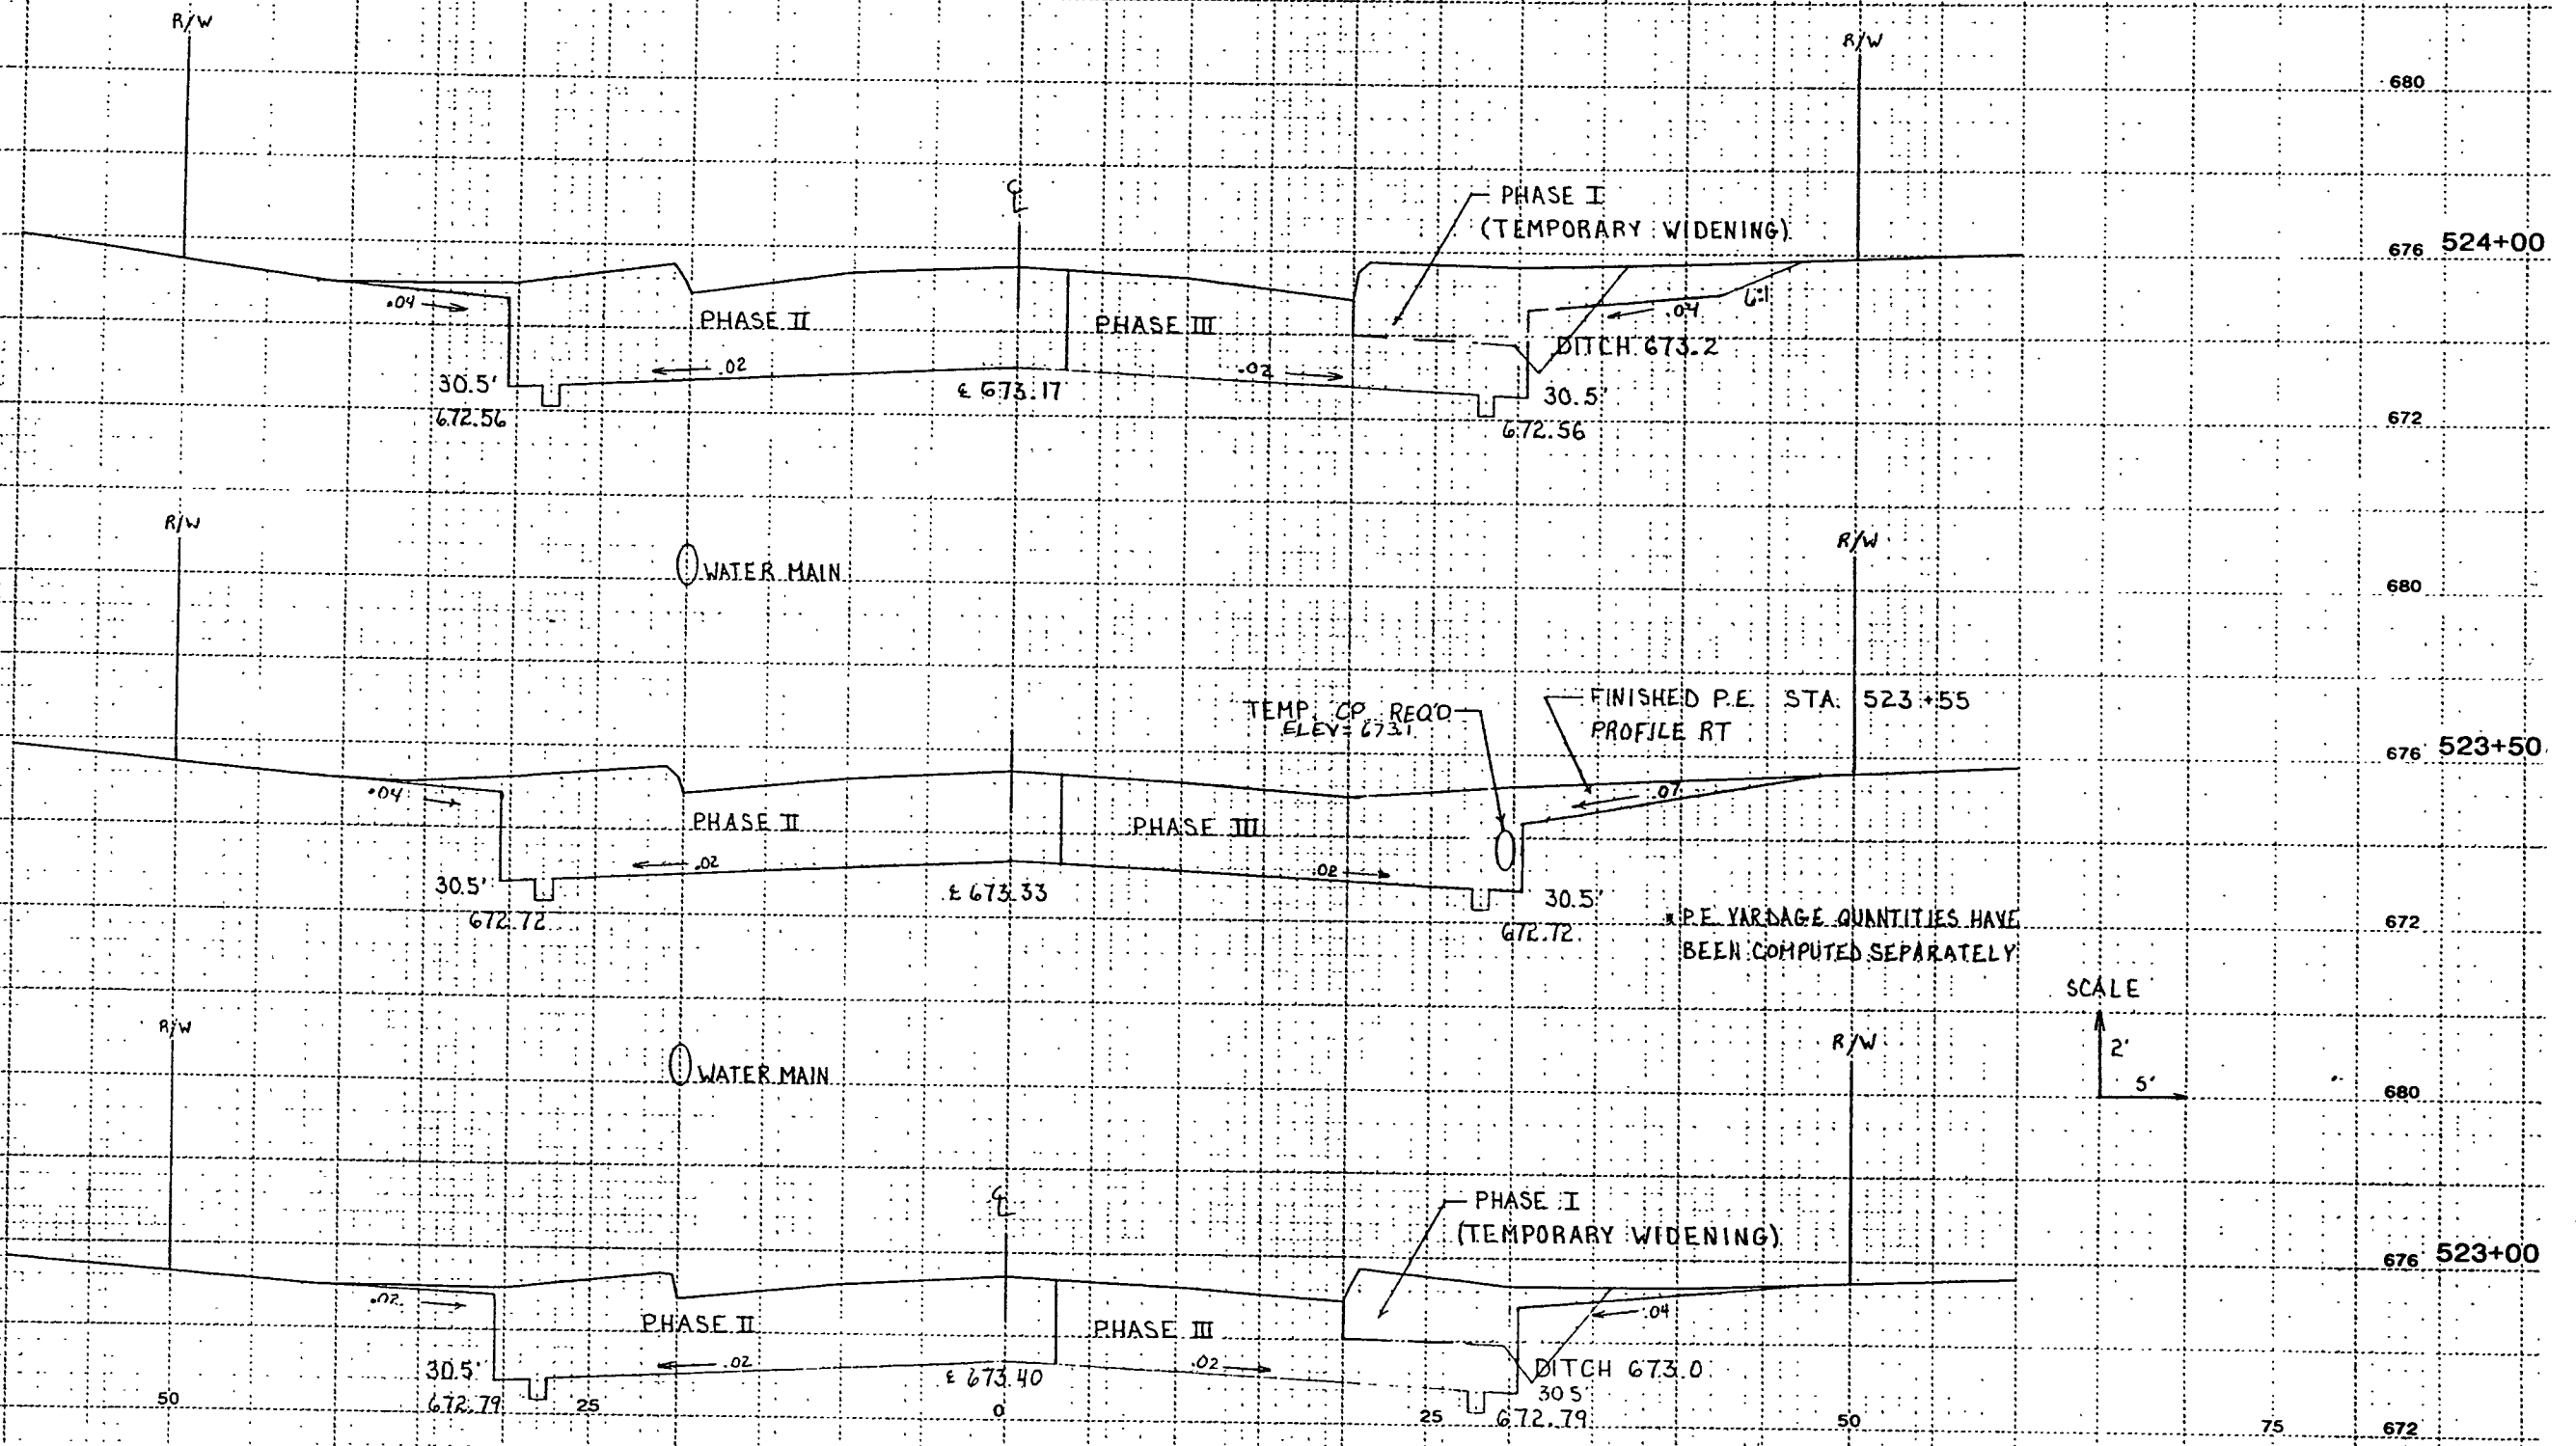 R/W
R/W
680
℄
PHASE I
(TEMPORARY WIDENING)
676 524+00
.04
PHASE II
PHASE III
.04
6:1
DITCH 673.2
.02
.02
30.5'
℄ 673.17
30.5'
672.56
672.56
672
R/W
R/W
WATER MAIN
680
TEMP. CP. REQ'D
ELEV= 673.1
FINISHED P.E. STA. 523+55
PROFILE RT
676 523+50
.04
.07
PHASE II
PHASE III
.02
.02
30.5'
℄ 673.33
30.5'
672.72
672.72
* P.E. YARDAGE QUANTITIES HAVE
BEEN COMPUTED SEPARATELY
672
SCALE
2'
5'
R/W
R/W
WATER MAIN
680
℄
PHASE I
(TEMPORARY WIDENING)
676 523+00
.02
.04
PHASE II
PHASE III
.02
.02
30.5'
℄ 673.40
DITCH 673.0
30.5
672.79
672.79
50
25
0
25
50
75
672